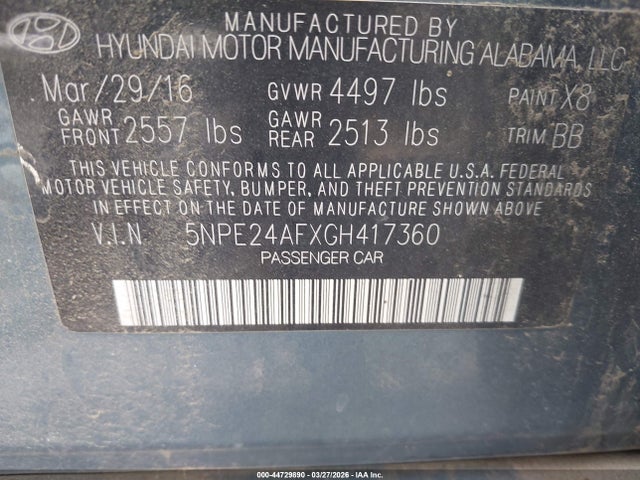 MANUFACTURED BY
HYUNDAI MOTOR MANUFACTURING ALABAMA, LLC
Mar/29/16 GVWR 4497 lbs PAINT X8
GAWR FRONT 2557 lbs GAWR REAR 2513 lbs TRIM BB
THIS VEHICLE CONFORMS TO ALL APPLICABLE U.S.A. FEDERAL
MOTOR VEHICLE SAFETY, BUMPER, AND THEFT PREVENTION STANDARDS
IN EFFECT ON THE DATE OF MANUFACTURE SHOWN ABOVE
V.I.N. 5NPE24AFXGH417360
PASSENGER CAR
000-44729890 | 03/27/2026 | IAA Inc.